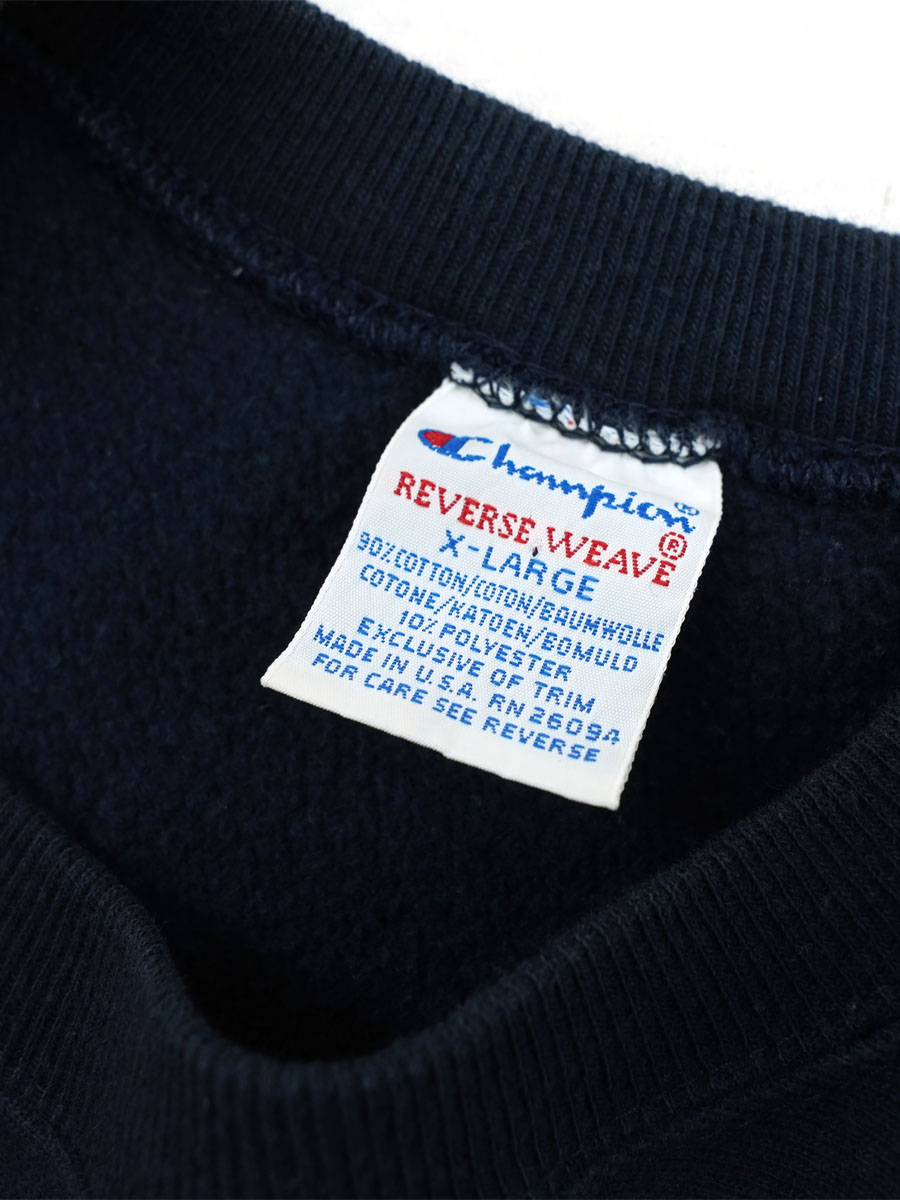 Champion®
REVERSE WEAVE®
X-LARGE
90%COTTON/COTON/BAUMWOLLE
COTONE/KATOEN/BOMULD
10% POLYESTER
EXCLUSIVE OF TRIM
MADE IN U.S.A. RN 26094
FOR CARE SEE REVERSE